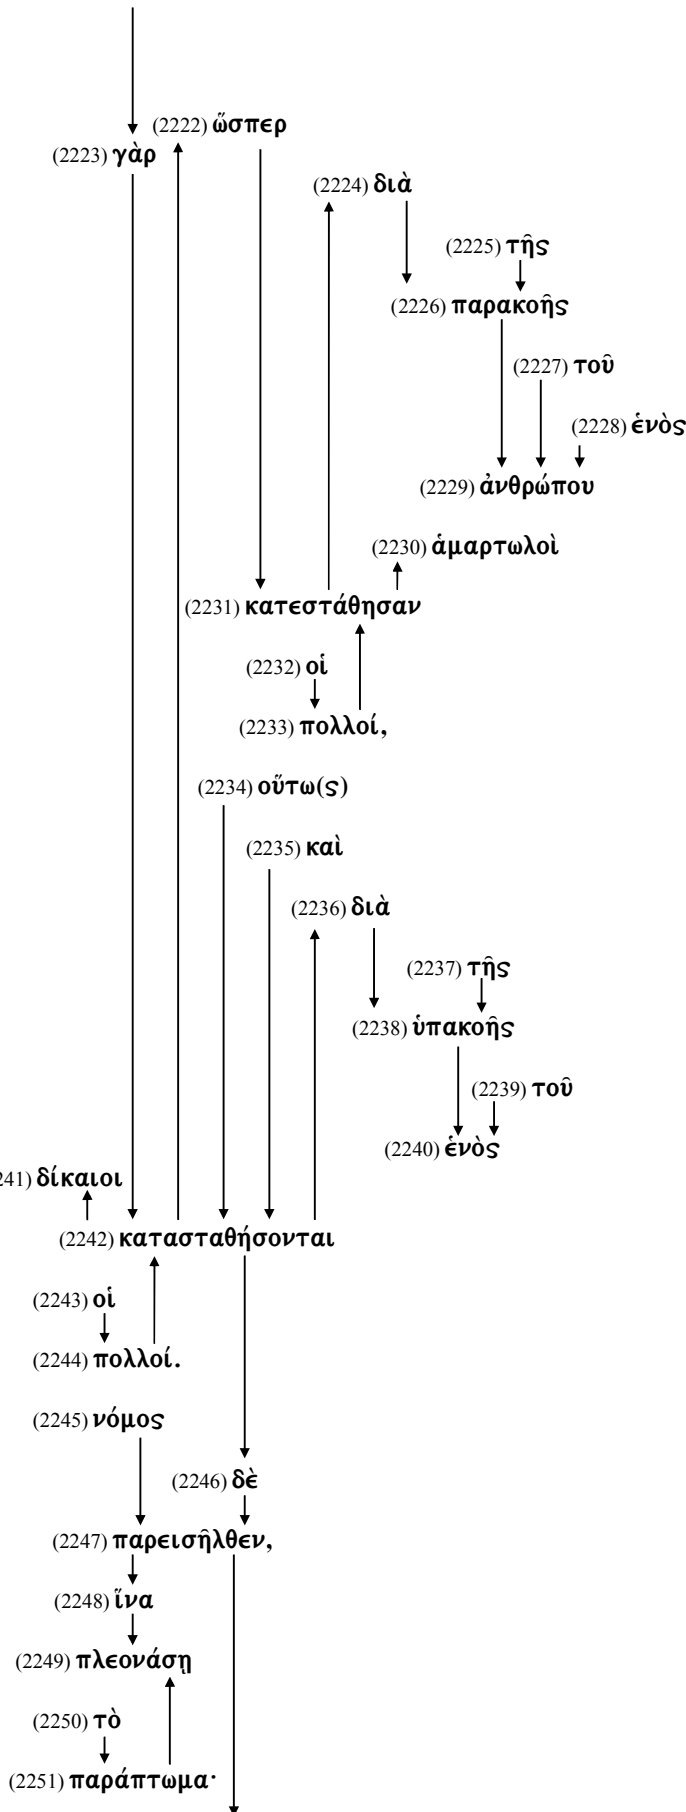 (2222) ὥσπερ
(2223) γὰρ
(2224) διὰ
(2225) τῆς
(2226) παρακοῆς
(2227) τοῦ
(2228) ἑνὸς
(2229) ἀνθρώπου
(2230) ἁμαρτωλοὶ
(2231) κατεστάθησαν
(2232) οἱ
(2233) πολλοί,
(2234) οὕτω(ς)
(2235) καὶ
(2236) διὰ
(2237) τῆς
(2238) ὑπακοῆς
(2239) τοῦ
(2240) ἑνὸς
241) δίκαιοι
(2242) κατασταθήσονται
(2243) οἱ
(2244) πολλοί.
(2245) νόμος
(2246) δὲ
(2247) παρεισῆλθεν,
(2248) ἵνα
(2249) πλεονάσῃ
(2250) τὸ
(2251) παράπτωμα·